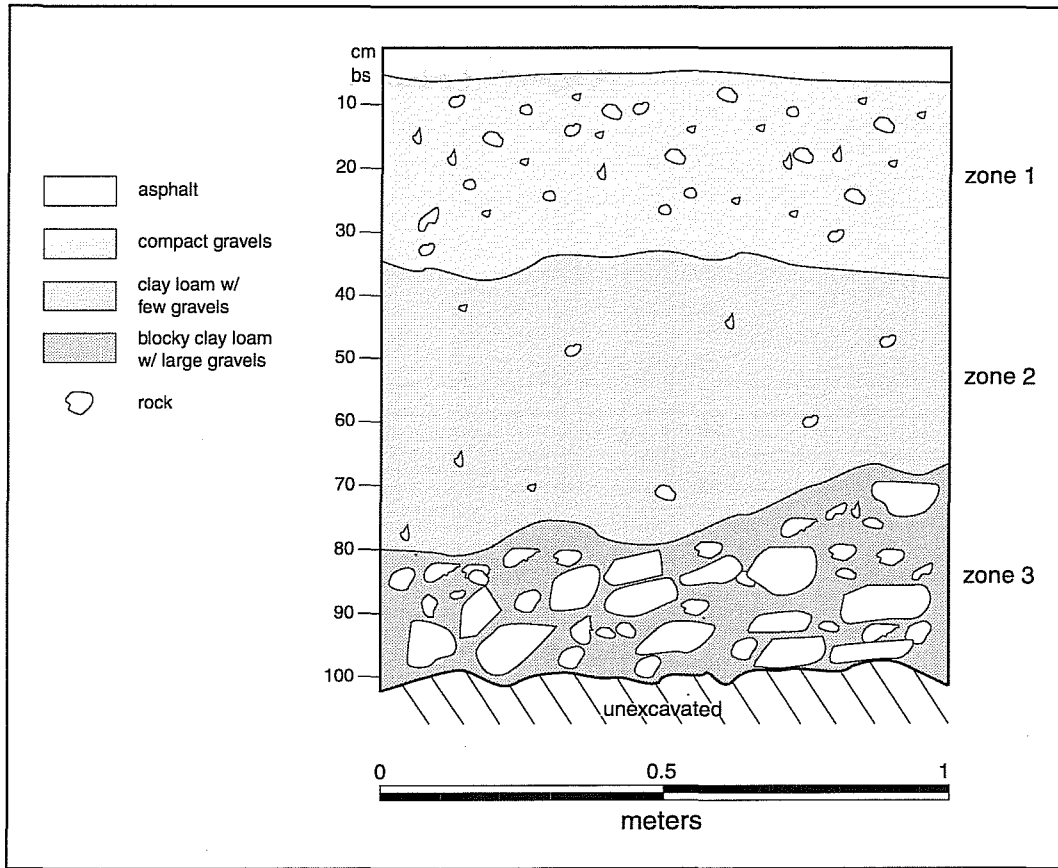 cm
bs
10
20
30
40
50
60
70
80
90
100
asphalt
compact gravels
clay loam w/
few gravels
blocky clay loam
w/ large gravels
rock
zone 1
zone 2
zone 3
unexcavated
0
0.5
1
meters